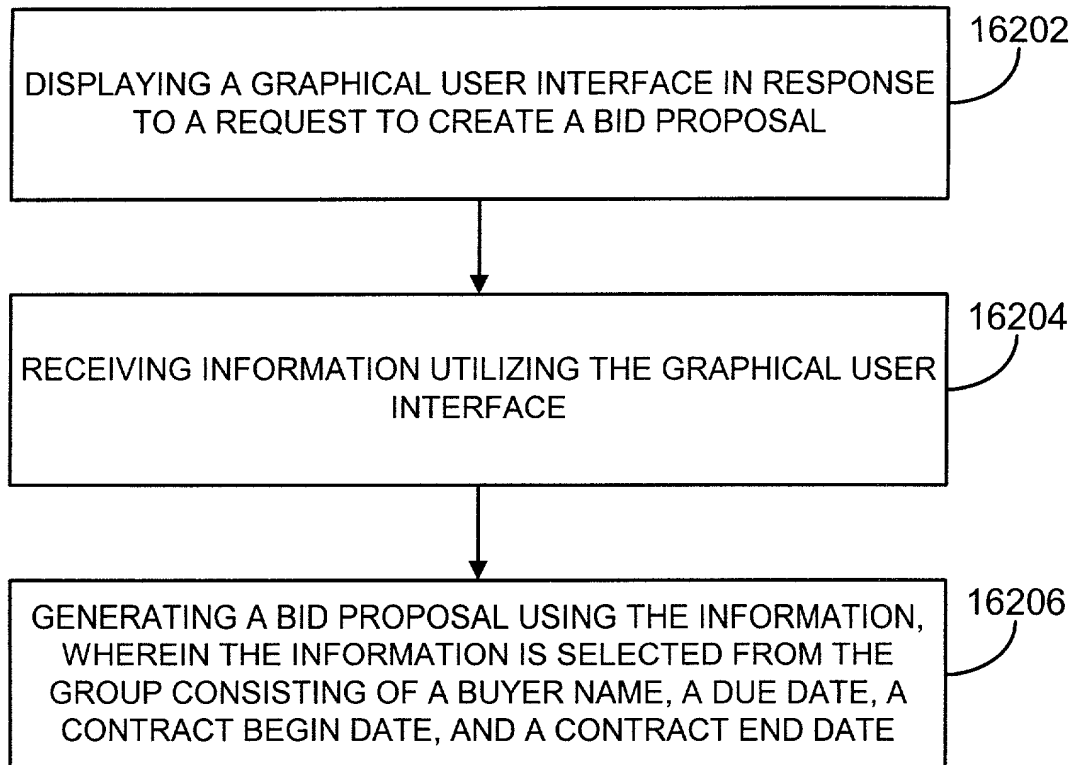 16202
DISPLAYING A GRAPHICAL USER INTERFACE IN RESPONSE
TO A REQUEST TO CREATE A BID PROPOSAL
16204
RECEIVING INFORMATION UTILIZING THE GRAPHICAL USER
INTERFACE
16206
GENERATING A BID PROPOSAL USING THE INFORMATION,
WHEREIN THE INFORMATION IS SELECTED FROM THE
GROUP CONSISTING OF A BUYER NAME, A DUE DATE, A
CONTRACT BEGIN DATE, AND A CONTRACT END DATE